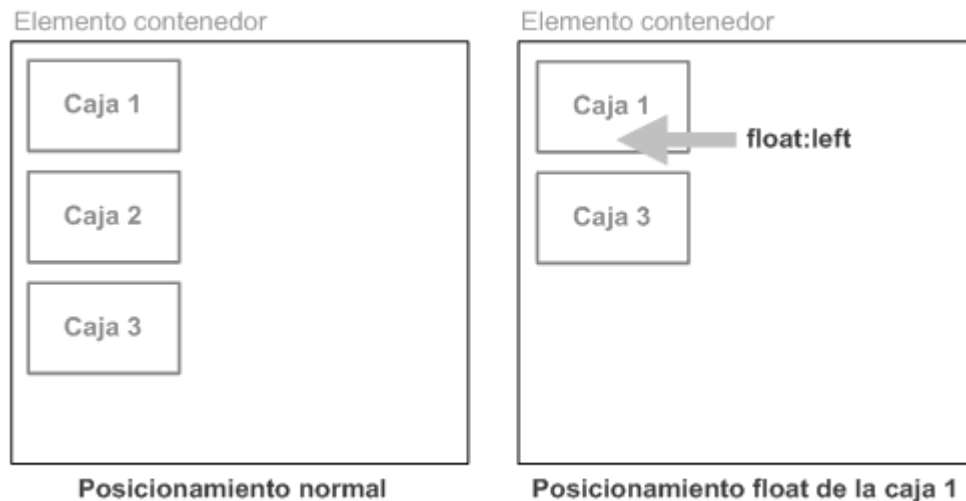 Elemento contenedor
Caja 1
Caja 2
Caja 3
Posicionamiento normal
Elemento contenedor
Caja 1
float:left
Caja 3
Posicionamiento float de la caja 1